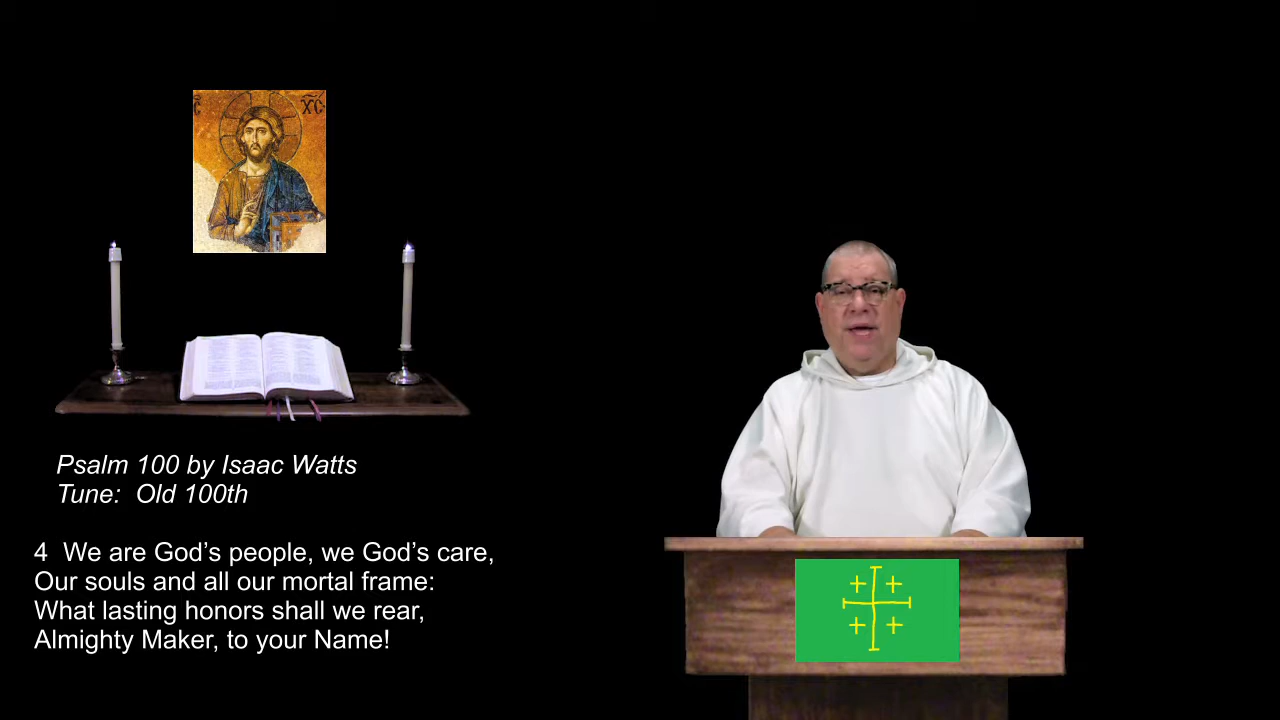 C
XC
Psalm 100 by Isaac Watts
Tune: Old 100th
4 We are God’s people, we God’s care,
Our souls and all our mortal frame:
What lasting honors shall we rear,
Almighty Maker, to your Name!